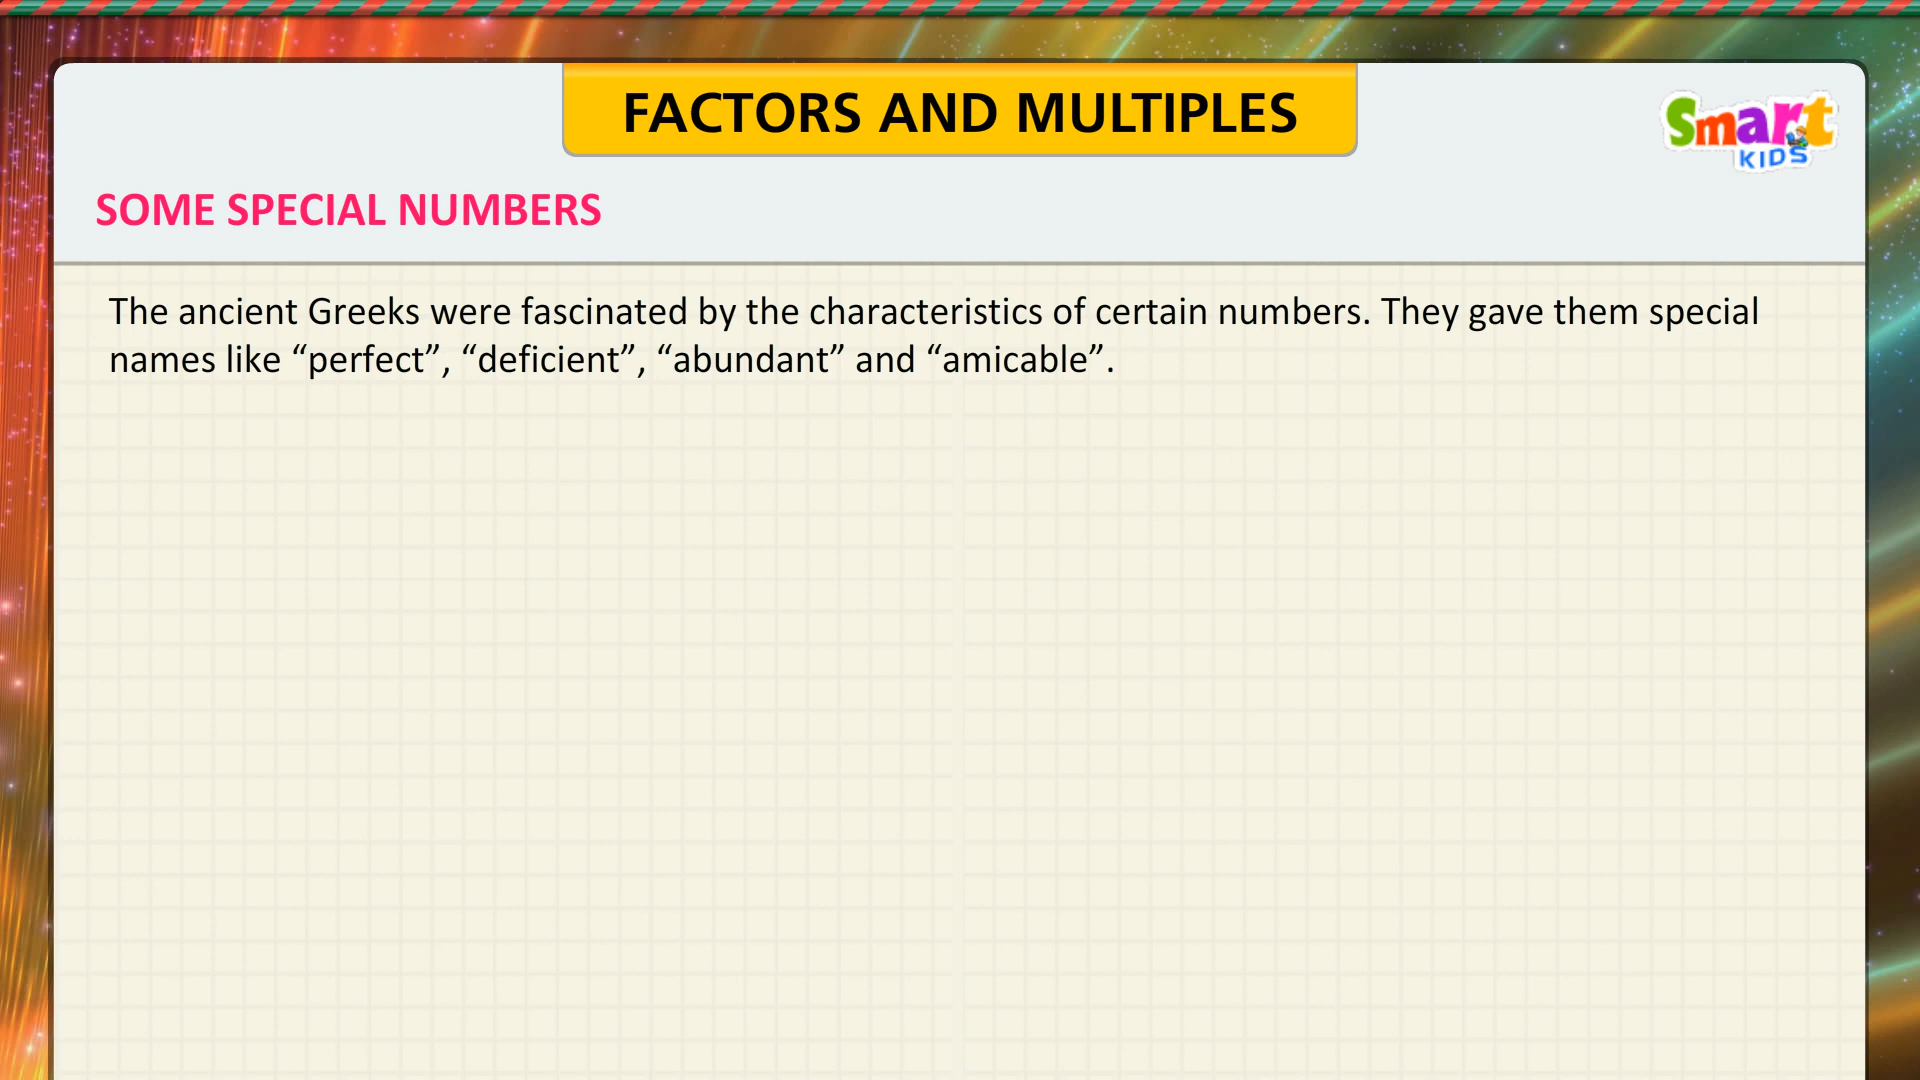 FACTORS AND MULTIPLES
Smart
KIDS
SOME SPECIAL NUMBERS
The ancient Greeks were fascinated by the characteristics of certain numbers. They gave them special
names like “perfect”, “deficient”, “abundant” and “amicable”.